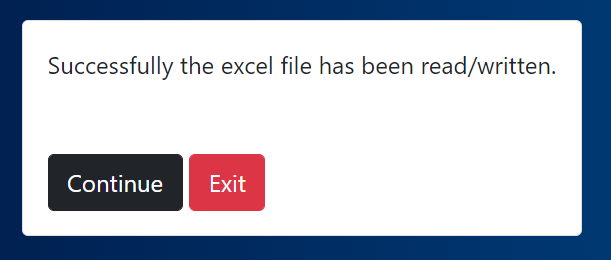 Successfully the excel file has been read/written.
Continue Exit